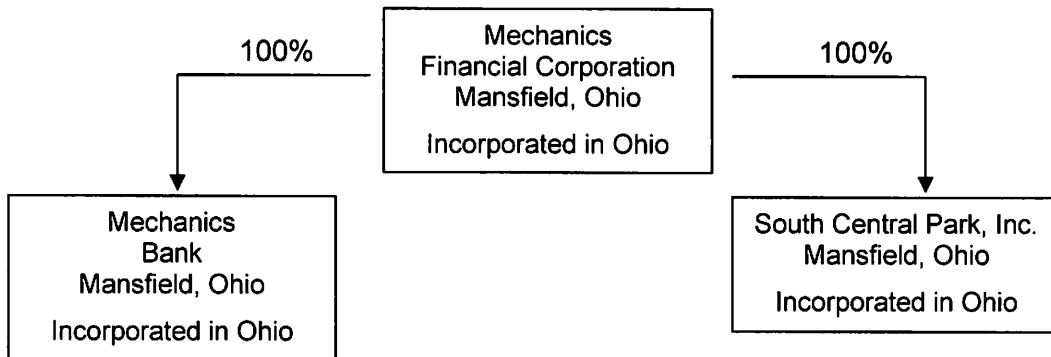 100%
Mechanics
Financial Corporation
Mansfield, Ohio
Incorporated in Ohio
100%
Mechanics
Bank
Mansfield, Ohio
Incorporated in Ohio
South Central Park, Inc.
Mansfield, Ohio
Incorporated in Ohio